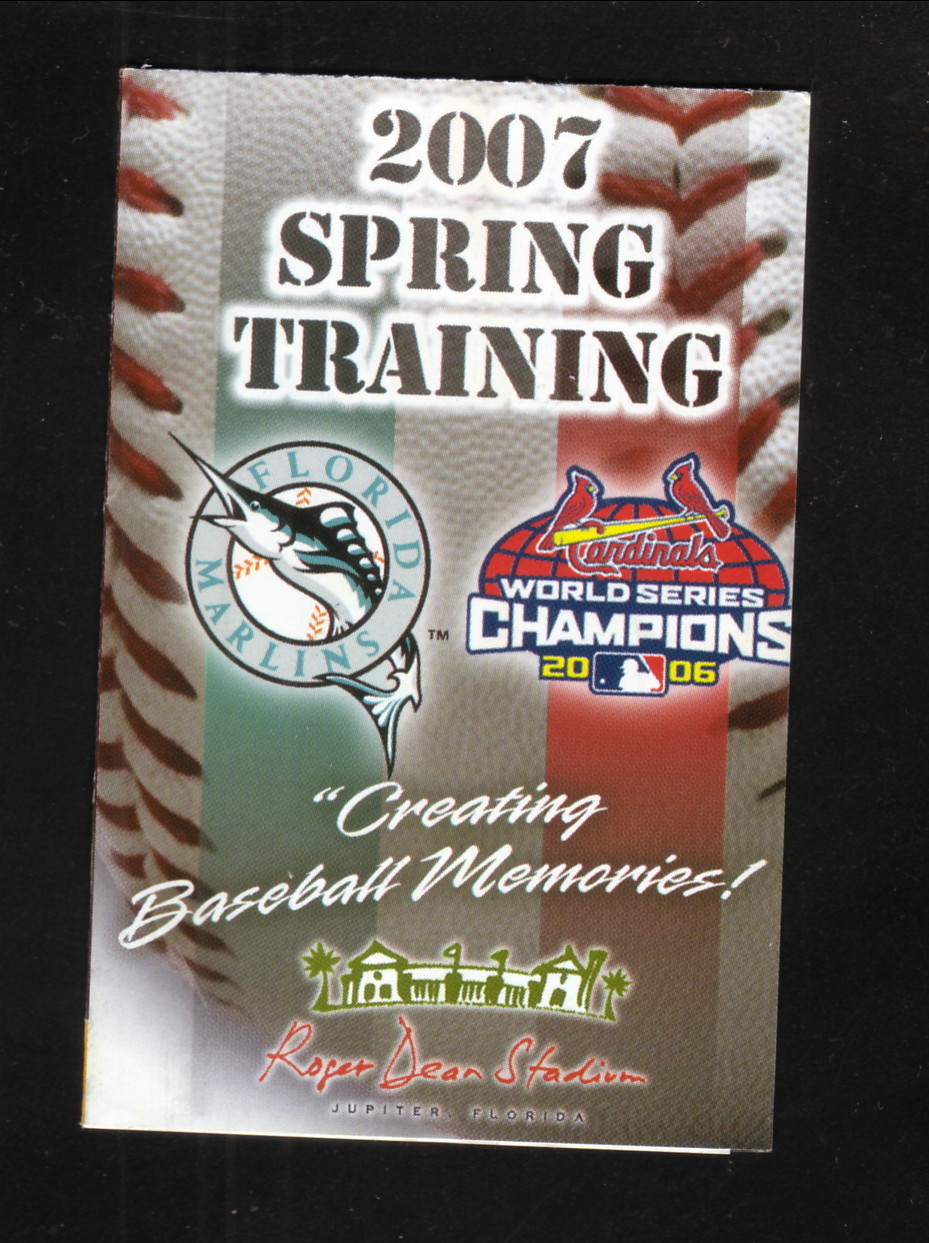 2007
SPRING
TRAINING
FLORIDA
MARLINS
TM
Cardinals
WORLD SERIES
CHAMPIONS
20 06
“Creating
Baseball Memories!
Roger Dean Stadium
JUPITER, FLORIDA